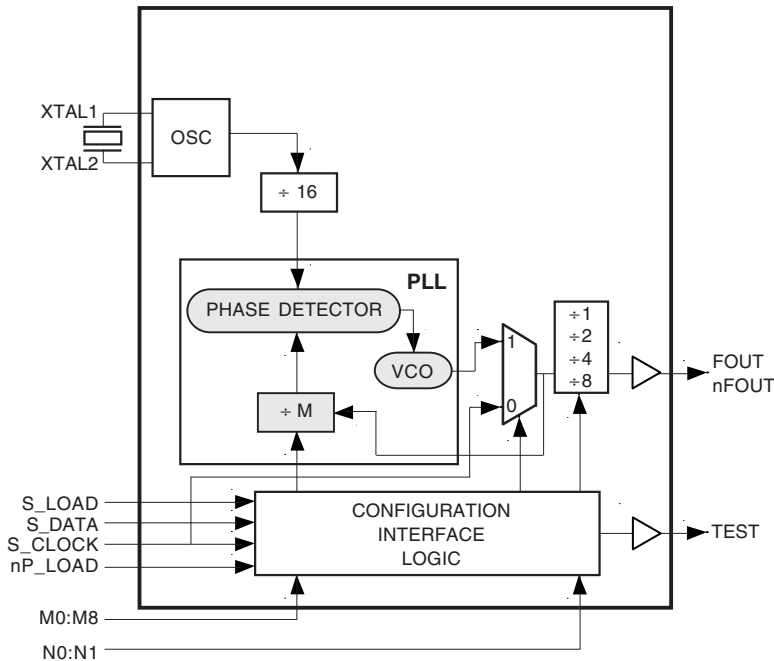 XTAL1
OSC
XTAL2
÷ 16
PLL
PHASE DETECTOR
÷1
÷2
÷4
÷8
1
VCO
FOUT
nFOUT
÷ M
0
S_LOAD
S_DATA
S_CLOCK
nP_LOAD
CONFIGURATION
INTERFACE
LOGIC
TEST
M0:M8
N0:N1